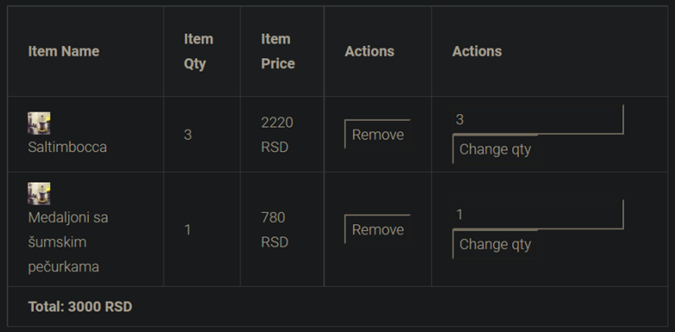 Item Name
Item
Qty
Item
Price
Actions
Actions
Saltimbocca
3
2220
RSD
Remove
3
Change qty
Medaljoni sa
šumskim
pečurkama
1
780
RSD
Remove
1
Change qty
Total: 3000 RSD